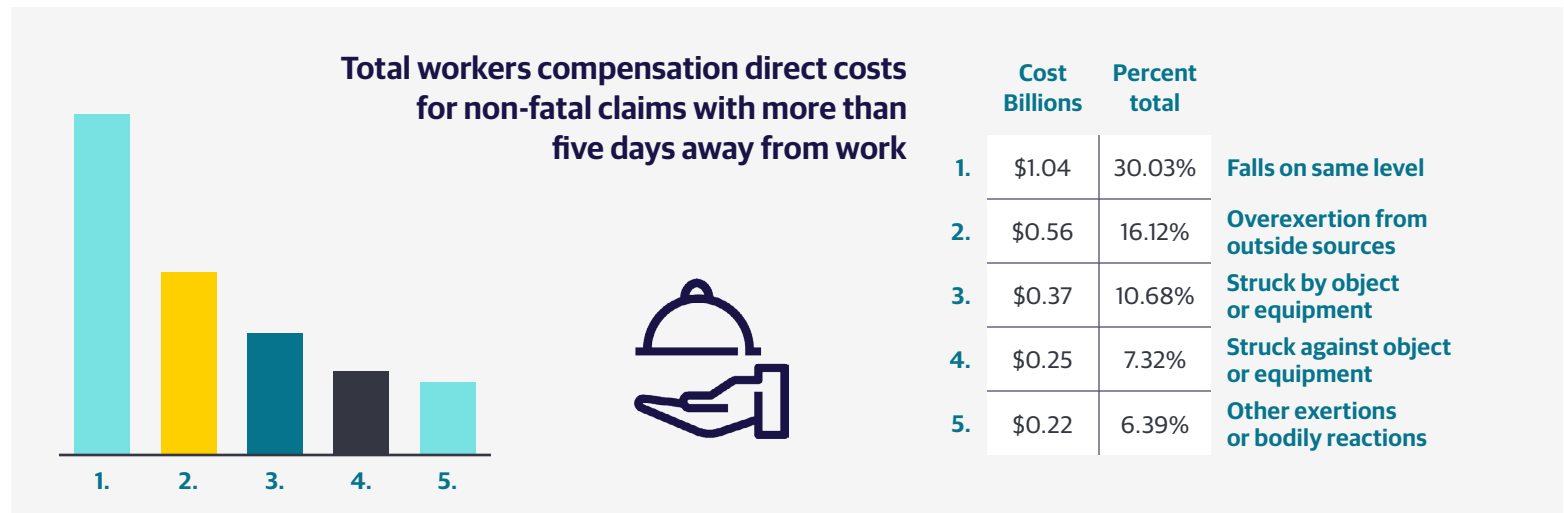 Total workers compensation direct costs
for non-fatal claims with more than
five days away from work
1.
2.
3.
4.
5.
Cost
Billions
Percent
total
1. $1.04 30.03% Falls on same level
2. $0.56 16.12% Overexertion from
outside sources
3. $0.37 10.68% Struck by object
or equipment
4. $0.25 7.32% Struck against object
or equipment
5. $0.22 6.39% Other exertions
or bodily reactions